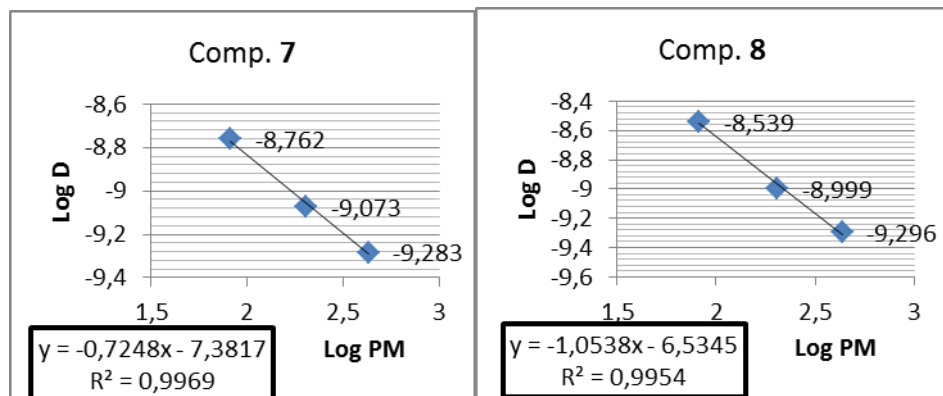 Comp. 7
Log D
-8,6
-8,8
-9
-9,2
-9,4
-8,762
-9,073
-9,283
1,5 2 2,5 3
Log PM
y = -0,7248x - 7,3817
R² = 0,9969
Comp. 8
Log D
-8,4
-8,6
-8,8
-9
-9,2
-9,4
-9,6
-8,539
-8,999
-9,296
1,5 2 2,5 3
Log PM
y = -1,0538x - 6,5345
R² = 0,9954